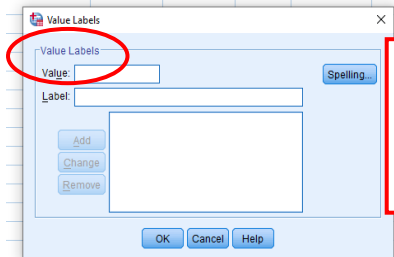 Value Labels
Value Labels
Value:
Spelling...
Label:
Add
Change
Remove
OK Cancel Help